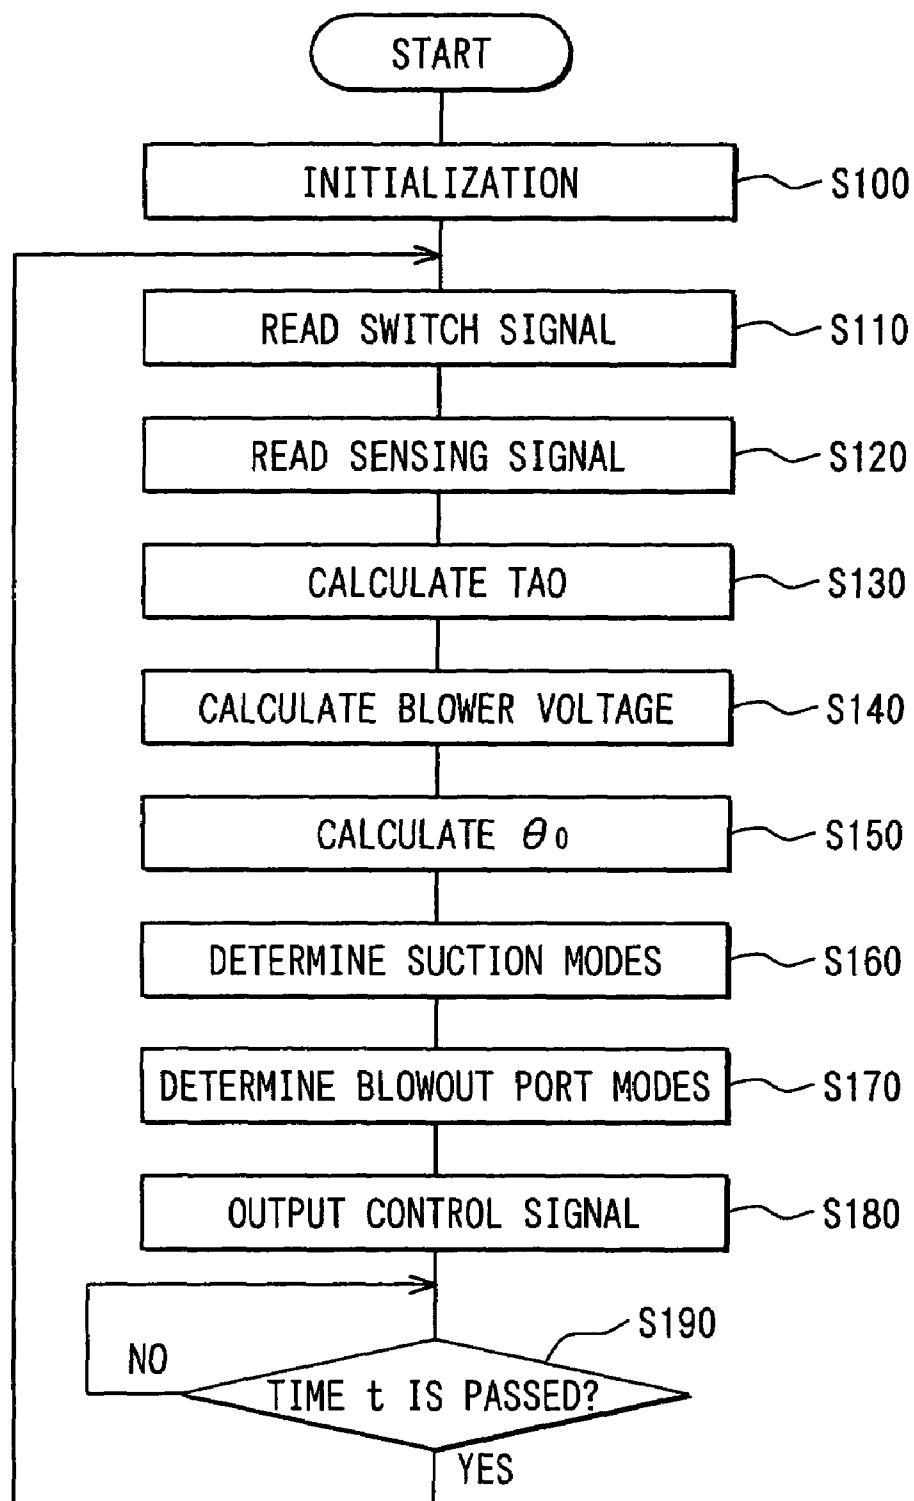 START
INITIALIZATION S100
READ SWITCH SIGNAL S110
READ SENSING SIGNAL S120
CALCULATE TAO S130
CALCULATE BLOWER VOLTAGE S140
CALCULATE θ0 S150
DETERMINE SUCTION MODES S160
DETERMINE BLOWOUT PORT MODES S170
OUTPUT CONTROL SIGNAL S180
S190
NO
TIME t IS PASSED?
YES